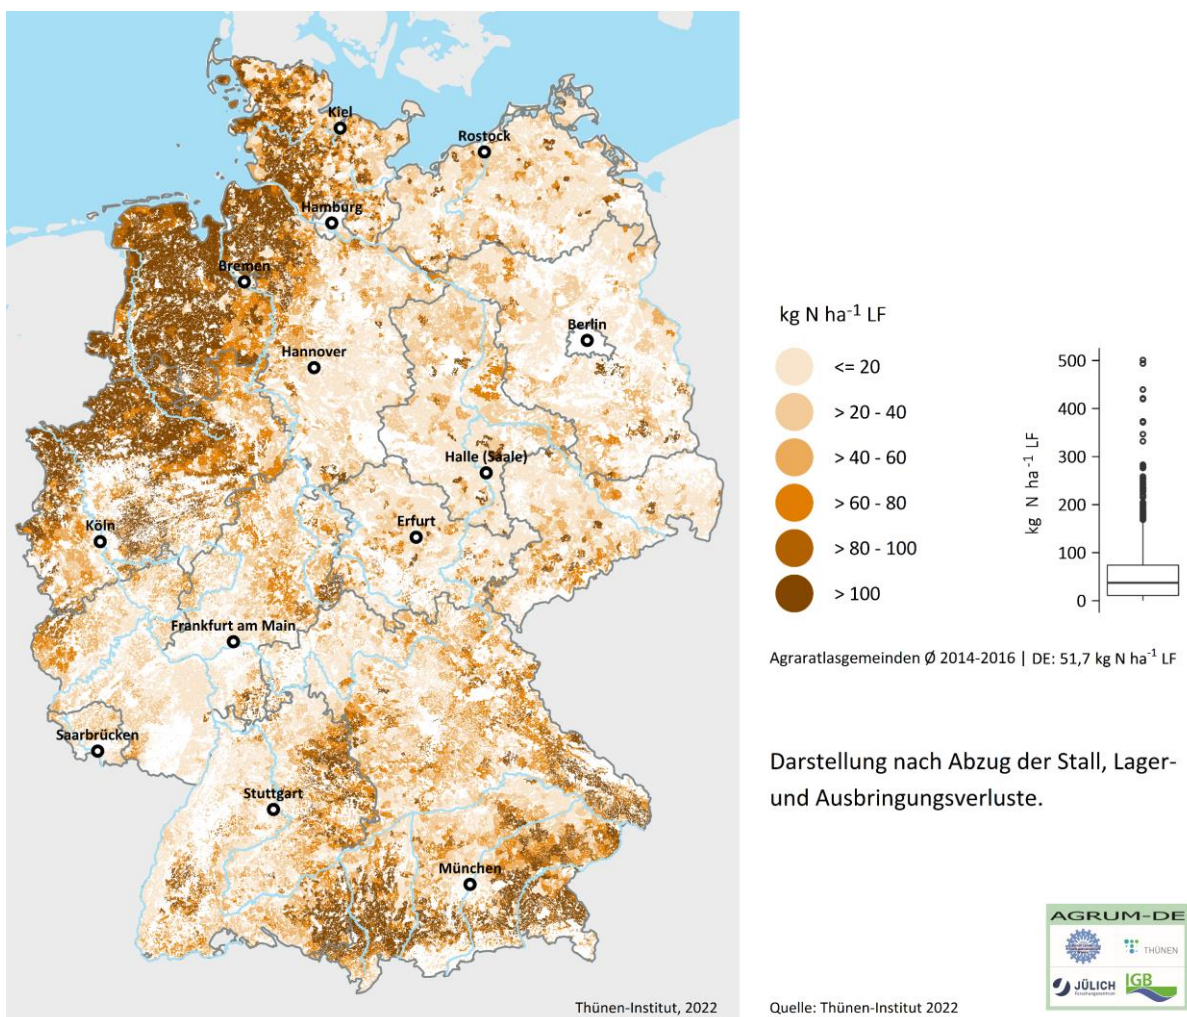 Kiel
Rostock
Hamburg
Bremen
Berlin
Hannover
Halle (Saale)
Köln
Erfurt
Frankfurt am Main
Saarbrücken
Stuttgart
München
Thünen-Institut, 2022
kg N ha⁻¹ LF
<= 20
> 20 - 40
> 40 - 60
> 60 - 80
> 80 - 100
> 100
kg N ha⁻¹ LF
500
400
300
200
100
0
Agraratlasgemeinden Ø 2014-2016 | DE: 51,7 kg N ha⁻¹ LF
Darstellung nach Abzug der Stall, Lager-
und Ausbringungsverluste.
Quelle: Thünen-Institut 2022
AGRUM-DE
THÜNEN
JÜLICH
Forschungszentrum
IGB